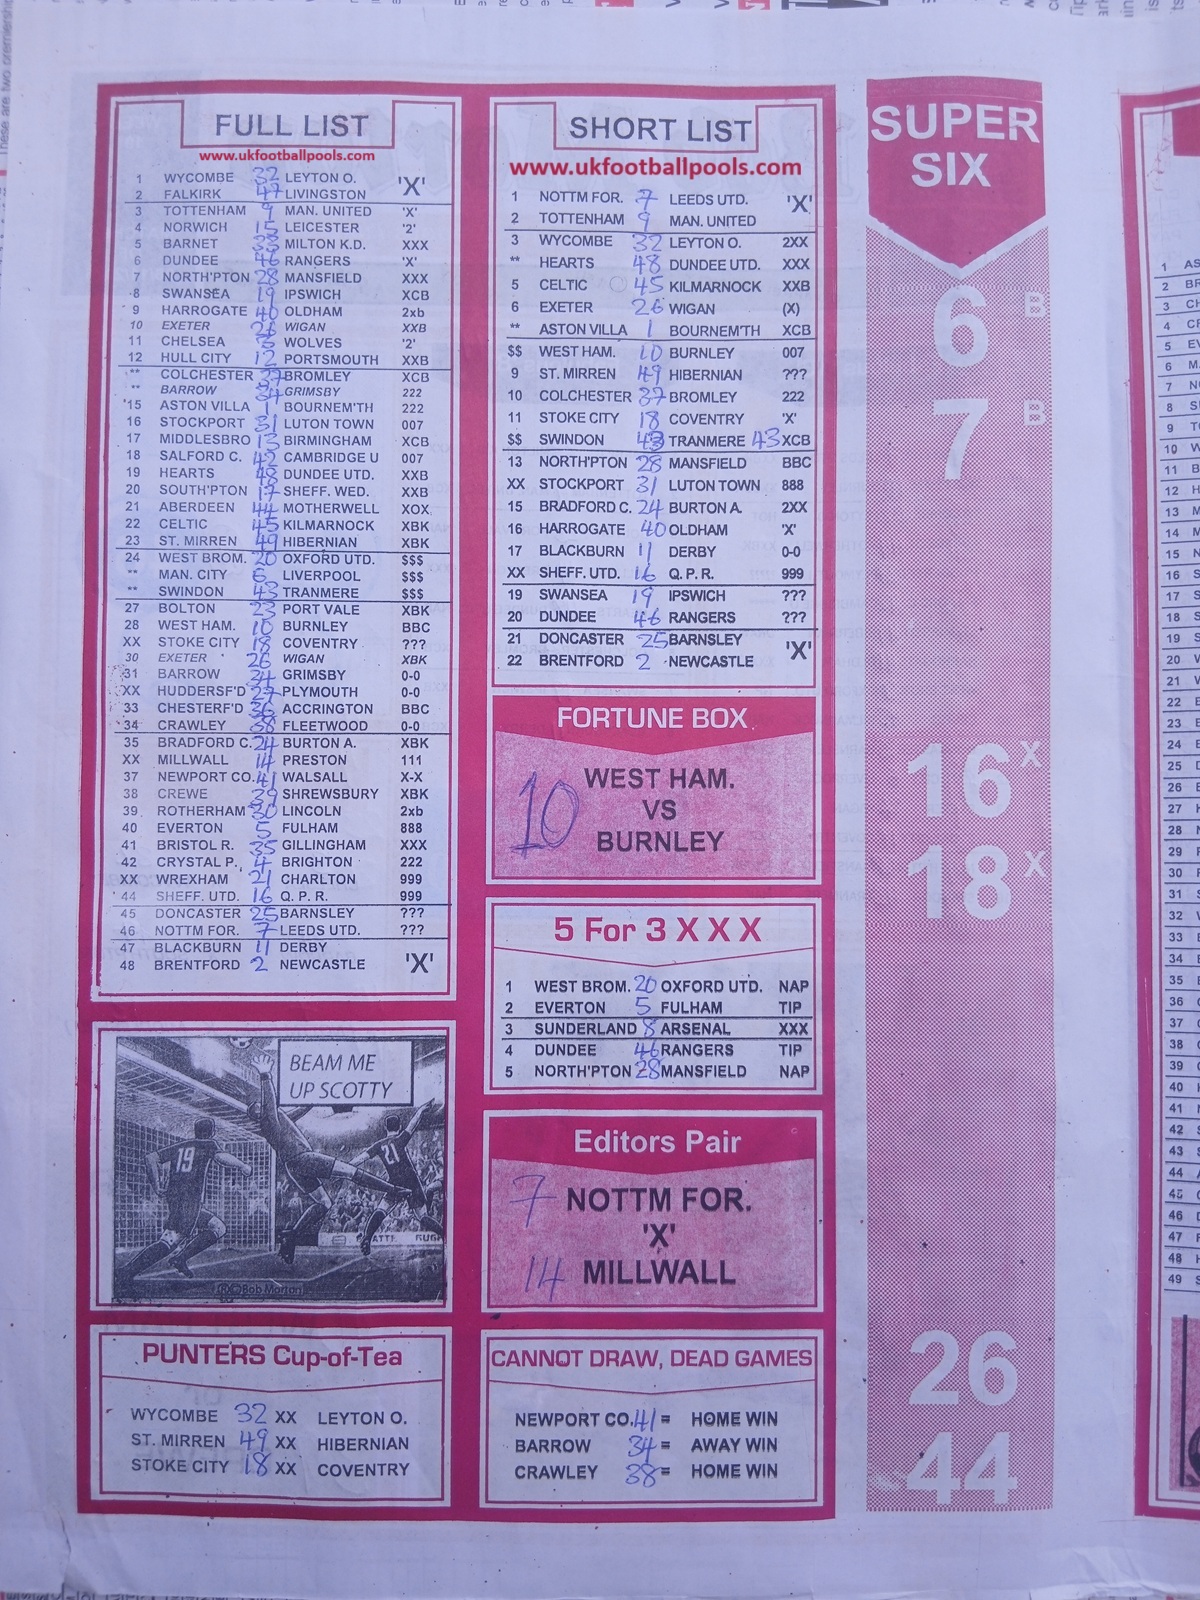 FULL LIST
www.ukfootballpools.com
1 WYCOMBE 32 LEYTON O. 'X'
2 FALKIRK 47 LIVINGSTON
3 TOTTENHAM 9 MAN. UNITED 'X'
4 NORWICH 15 LEICESTER '2'
5 BARNET 33 MILTON K.D. XXX
6 DUNDEE 46 RANGERS 'X'
7 NORTH'PTON 28 MANSFIELD XXX
8 SWANSEA 19 IPSWICH XCB
9 HARROGATE 40 OLDHAM 2xb
10 EXETER 26 WIGAN XXB
11 CHELSEA 3 WOLVES '2'
12 HULL CITY 12 PORTSMOUTH XXB
** COLCHESTER 37 BROMLEY XCB
** BARROW 34 GRIMSBY 222
'15 ASTON VILLA 1 BOURNEM'TH 222
16 STOCKPORT 31 LUTON TOWN 007
17 MIDDLESBRO 13 BIRMINGHAM XCB
18 SALFORD C. 42 CAMBRIDGE U 007
19 HEARTS 48 DUNDEE UTD. XXB
20 SOUTH'PTON 17 SHEFF. WED. XXB
21 ABERDEEN 44 MOTHERWELL XOX
22 CELTIC 45 KILMARNOCK XBK
23 ST. MIRREN 49 HIBERNIAN XBK
24 WEST BROM. 20 OXFORD UTD. $$$
** MAN. CITY 6 LIVERPOOL $$$
** SWINDON 43 TRANMERE $$$
27 BOLTON 23 PORT VALE XBK
28 WEST HAM. 10 BURNLEY BBC
XX STOKE CITY 18 COVENTRY ???
30 EXETER 26 WIGAN XBK
31 BARROW 34 GRIMSBY 0-0
XX HUDDERSF'D 27 PLYMOUTH 0-0
33 CHESTERF'D 36 ACCRINGTON BBC
34 CRAWLEY 38 FLEETWOOD 0-0
35 BRADFORD C. 24 BURTON A. XBK
XX MILLWALL 14 PRESTON 111
37 NEWPORT CO. 41 WALSALL X-X
38 CREWE 39 SHREWSBURY XBK
39 ROTHERHAM 30 LINCOLN 2xb
40 EVERTON 5 FULHAM 888
41 BRISTOL R. 35 GILLINGHAM XXX
42 CRYSTAL P. 4 BRIGHTON 222
XX WREXHAM 21 CHARLTON 999
44 SHEFF. UTD. 16 Q. P. R. 999
45 DONCASTER 25 BARNSLEY ???
46 NOTTM FOR. 7 LEEDS UTD. ???
47 BLACKBURN 11 DERBY
48 BRENTFORD 2 NEWCASTLE 'X'
BEAM ME
UP SCOTTY
19
21
PUNTERS Cup-of-Tea
WYCOMBE 32 XX LEYTON O.
ST. MIRREN 49 XX HIBERNIAN
STOKE CITY 18 XX COVENTRY
SHORT LIST
www.ukfootballpools.com
1 NOTTM FOR. 7 LEEDS UTD. 'X'
2 TOTTENHAM 9 MAN. UNITED
3 WYCOMBE 32 LEYTON O. 2XX
** HEARTS 48 DUNDEE UTD. XXX
5 CELTIC 45 KILMARNOCK XXB
6 EXETER 26 WIGAN (X)
** ASTON VILLA 1 BOURNEM'TH XCB
$$ WEST HAM. 10 BURNLEY 007
9 ST. MIRREN 49 HIBERNIAN ???
10 COLCHESTER 37 BROMLEY 222
11 STOKE CITY 18 COVENTRY 'X'
$$ SWINDON 43 TRANMERE 43 XCB
13 NORTH'PTON 28 MANSFIELD BBC
XX STOCKPORT 31 LUTON TOWN 888
15 BRADFORD C. 24 BURTON A. 2XX
16 HARROGATE 40 OLDHAM 'X'
17 BLACKBURN 11 DERBY 0-0
XX SHEFF. UTD. 16 Q. P. R. 999
19 SWANSEA 19 IPSWICH ???
20 DUNDEE 46 RANGERS ???
21 DONCASTER 25 BARNSLEY 'X'
22 BRENTFORD 2 NEWCASTLE
FORTUNE BOX
WEST HAM.
10 VS
BURNLEY
5 For 3 X X X
1 WEST BROM. 20 OXFORD UTD. NAP
2 EVERTON 5 FULHAM TIP
3 SUNDERLAND 8 ARSENAL XXX
4 DUNDEE 46 RANGERS TIP
5 NORTH'PTON 28 MANSFIELD NAP
Editors Pair
7 NOTTM FOR.
'X'
14 MILLWALL
CANNOT DRAW, DEAD GAMES
NEWPORT CO. 41 = HOME WIN
BARROW 34 = AWAY WIN
CRAWLEY 38 = HOME WIN
SUPER
SIX
6 B
7 B
16 X
18 X
26
44